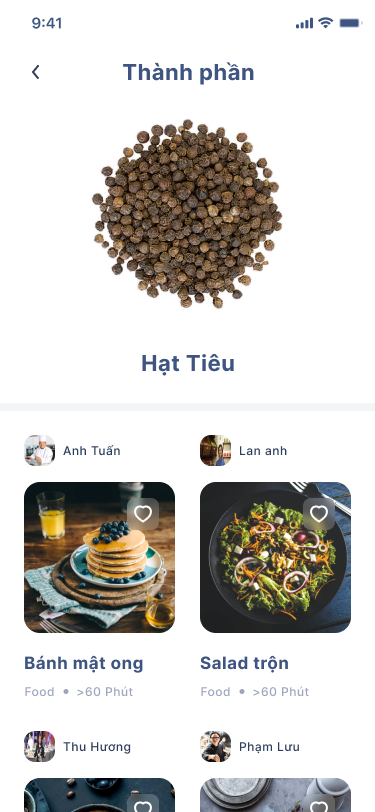 9:41
Thành phần
Hạt Tiêu
Anh Tuấn
Lan anh
Bánh mật ong
Salad trộn
Food • >60 Phút
Food • >60 Phút
Thu Hương
Phạm Lưu